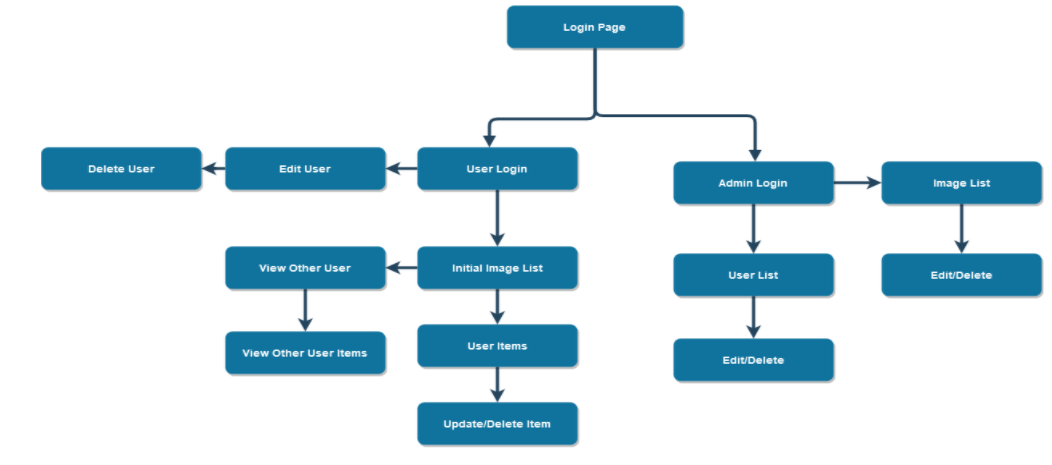 Login Page
Delete User
Edit User
User Login
Admin Login
Image List
View Other User
Initial Image List
User List
Edit/Delete
View Other User Items
User Items
Edit/Delete
Update/Delete Item